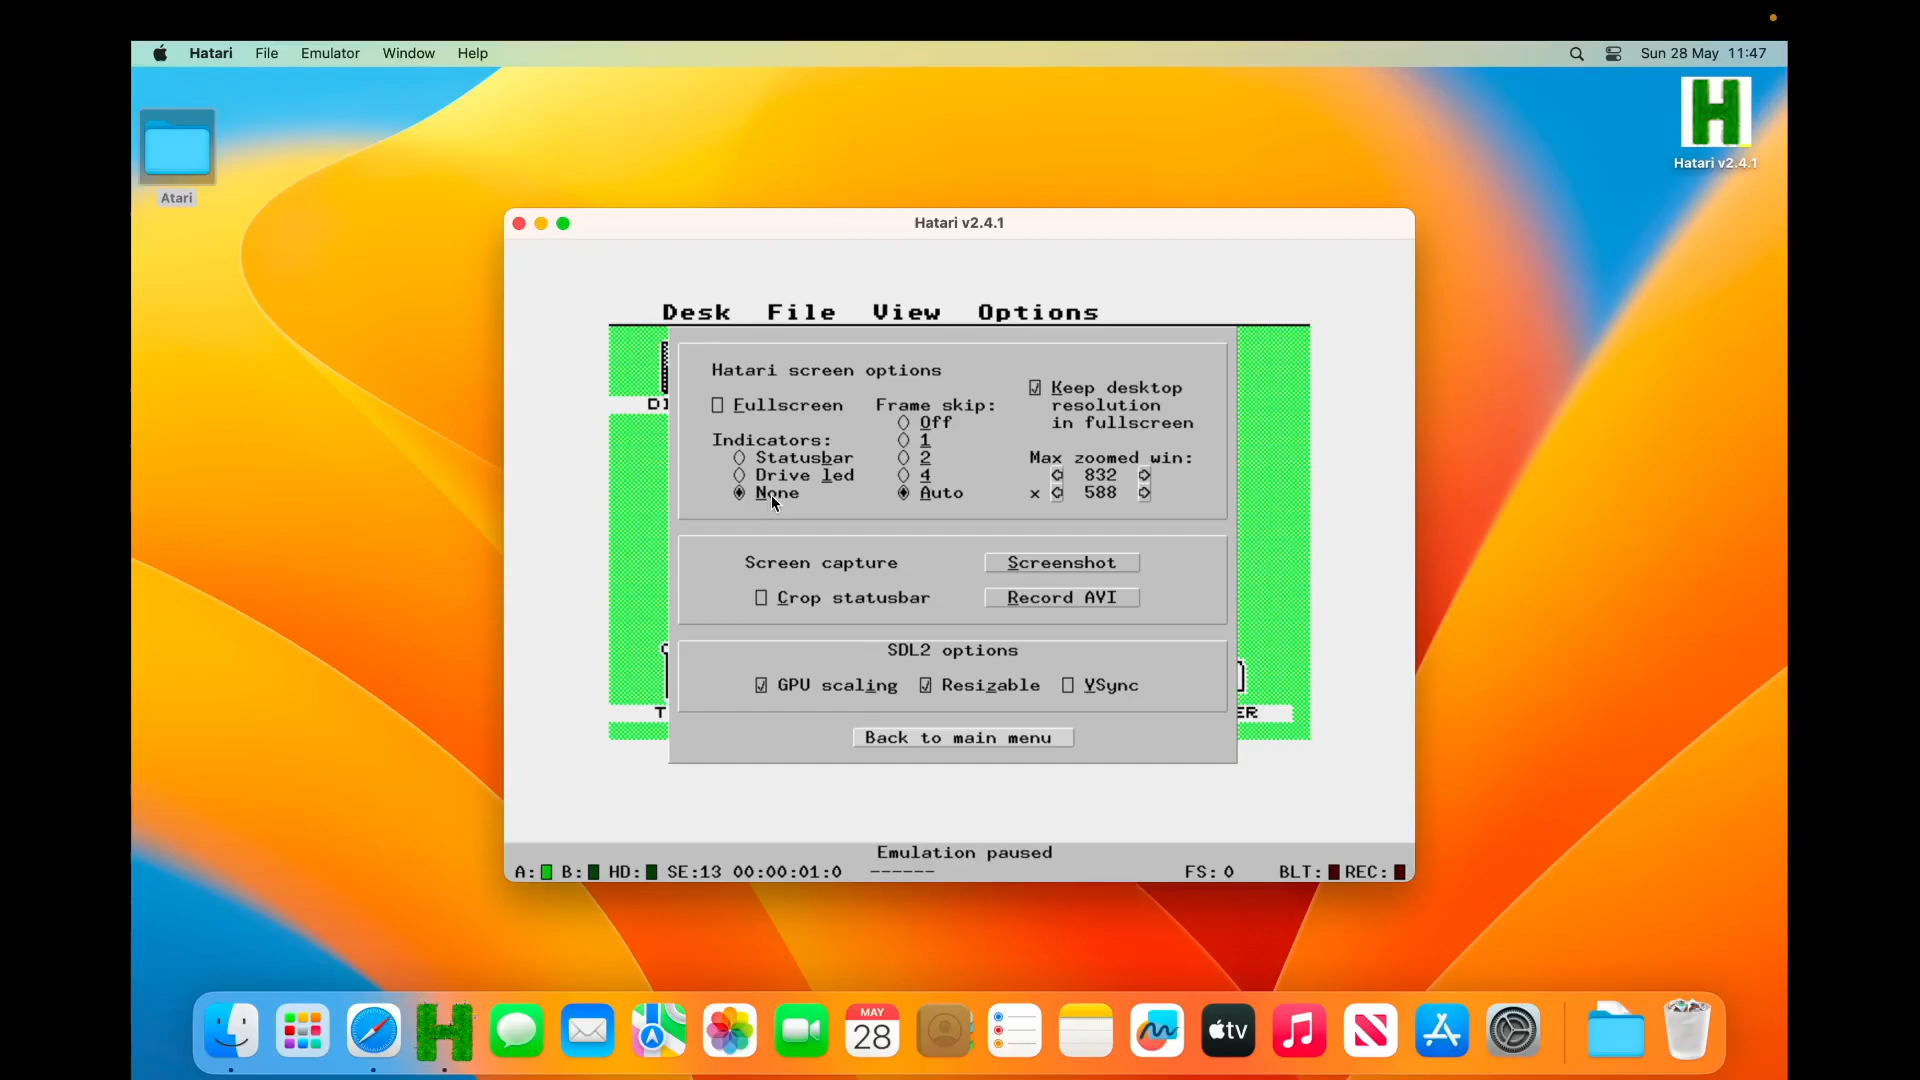 Hatari File Emulator Window Help
Sun 28 May 11:47
Atari
Hatari v2.4.1
Hatari v2.4.1
Desk File View Options
Hatari screen options
Keep desktop
resolution
in fullscreen
Fullscreen
Frame skip:
Off
1
2
4
Auto
Indicators:
Statusbar
Drive led
None
Max zoomed win:
832
x 588
Screen capture
Screenshot
Crop statusbar
Record AVI
SDL2 options
GPU scaling Resizable VSync
T
ER
Back to main menu
Emulation paused
A: B: HD: SE:13 00:00:01:0 ------ FS: 0 BLT: REC:
MAY
28
tv